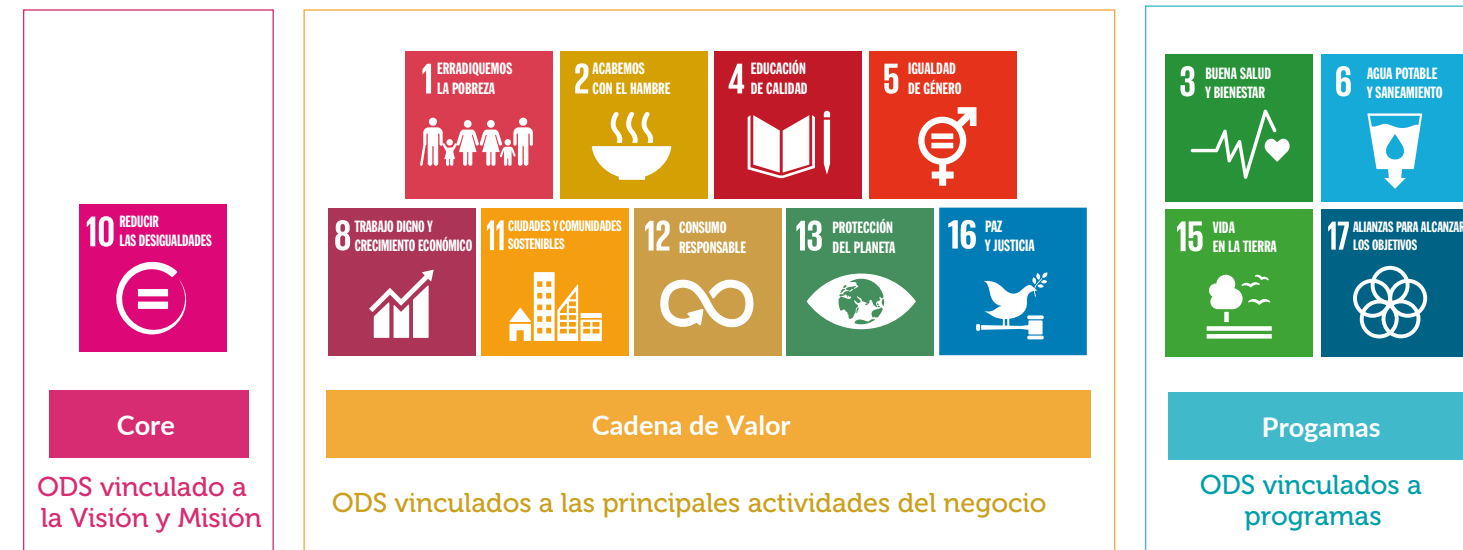 10 REDUCIR
LAS DESIGUALDADES
Core
ODS vinculado a
la Visión y Misión
1 ERRADIQUEMOS
LA POBREZA
2 ACABEMOS
CON EL HAMBRE
4 EDUCACIÓN
DE CALIDAD
5 IGUALDAD
DE GÉNERO
8 TRABAJO DIGNO Y
CRECIMIENTO ECONÓMICO
11 CIUDADES Y COMUNIDADES
SOSTENIBLES
12 CONSUMO
RESPONSABLE
13 PROTECCIÓN
DEL PLANETA
16 PAZ
Y JUSTICIA
Cadena de Valor
ODS vinculados a las principales actividades del negocio
3 BUENA SALUD
Y BIENESTAR
6 AGUA POTABLE
Y SANEAMIENTO
15 VIDA
EN LA TIERRA
17 ALIANZAS PARA ALCANZAR
LOS OBJETIVOS
Progamas
ODS vinculados a
programas